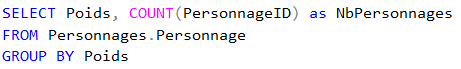 SELECT Poids, COUNT(PersonnageID) as NbPersonnages
FROM Personnages.Personnage
GROUP BY Poids